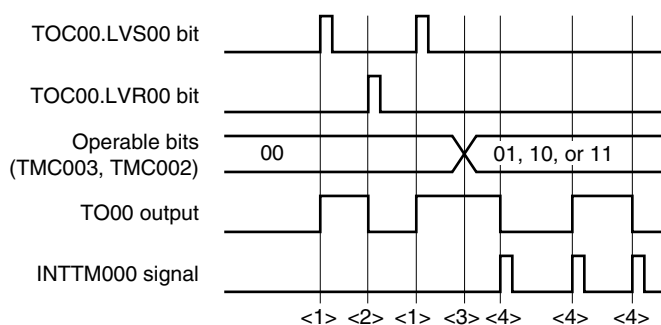 TOC00.LVS00 bit
TOC00.LVR00 bit
Operable bits
(TMC003, TMC002)
00
01, 10, or 11
TO00 output
INTTM000 signal
<1> <2> <1> <3> <4> <4> <4>